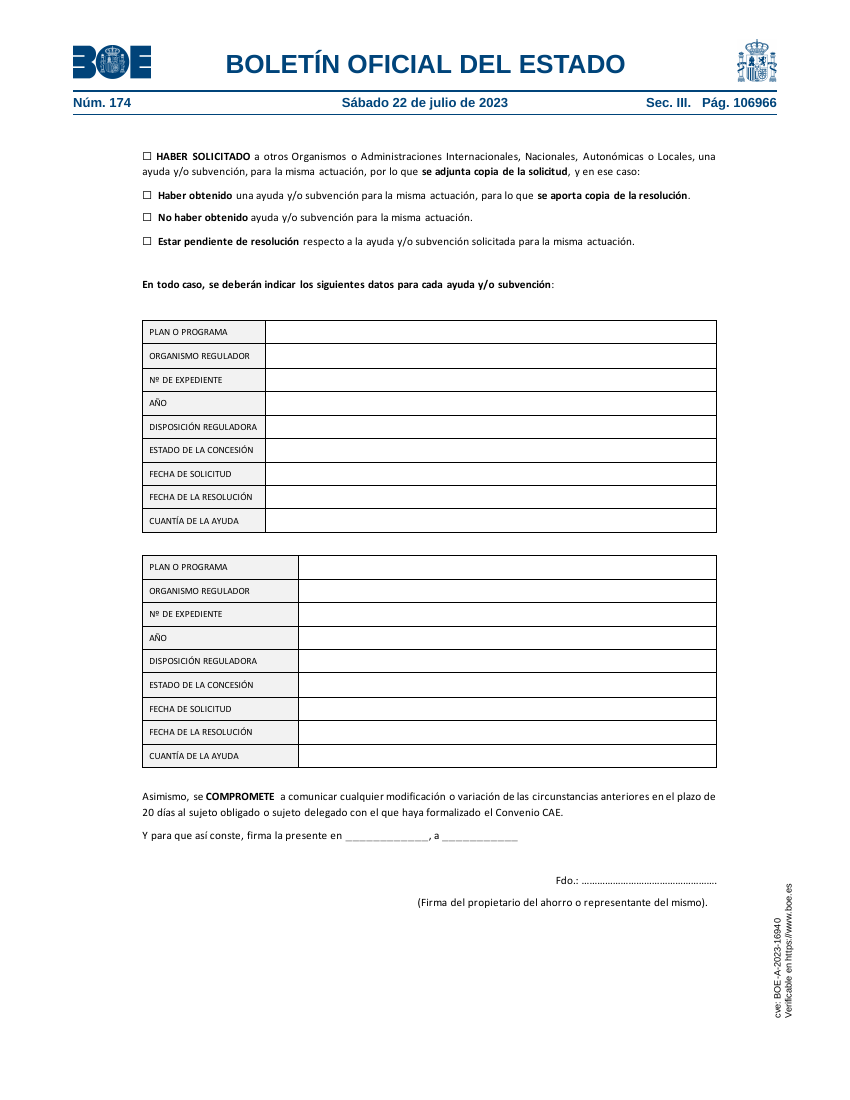 BOE
BOLETÍN OFICIAL DEL ESTADO
Núm. 174
Sábado 22 de julio de 2023
Sec. III. Pág. 106966
☐ HABER SOLICITADO a otros Organismos o Administraciones Internacionales, Nacionales, Autonómicas o Locales, una
ayuda y/o subvención, para la misma actuación, por lo que se adjunta copia de la solicitud, y en ese caso:
☐ Haber obtenido una ayuda y/o subvención para la misma actuación, para lo que se aporta copia de la resolución.
☐ No haber obtenido ayuda y/o subvención para la misma actuación.
☐ Estar pendiente de resolución respecto a la ayuda y/o subvención solicitada para la misma actuación.
En todo caso, se deberán indicar los siguientes datos para cada ayuda y/o subvención:
PLAN O PROGRAMA
ORGANISMO REGULADOR
Nº DE EXPEDIENTE
AÑO
DISPOSICIÓN REGULADORA
ESTADO DE LA CONCESIÓN
FECHA DE SOLICITUD
FECHA DE LA RESOLUCIÓN
CUANTÍA DE LA AYUDA
PLAN O PROGRAMA
ORGANISMO REGULADOR
Nº DE EXPEDIENTE
AÑO
DISPOSICIÓN REGULADORA
ESTADO DE LA CONCESIÓN
FECHA DE SOLICITUD
FECHA DE LA RESOLUCIÓN
CUANTÍA DE LA AYUDA
Asimismo, se COMPROMETE a comunicar cualquier modificación o variación de las circunstancias anteriores en el plazo de
20 días al sujeto obligado o sujeto delegado con el que haya formalizado el Convenio CAE.
Y para que así conste, firma la presente en _____________, a ____________
Fdo.: ................................................
(Firma del propietario del ahorro o representante del mismo).
cve: BOE-A-2023-16940
Verificable en https://www.boe.es